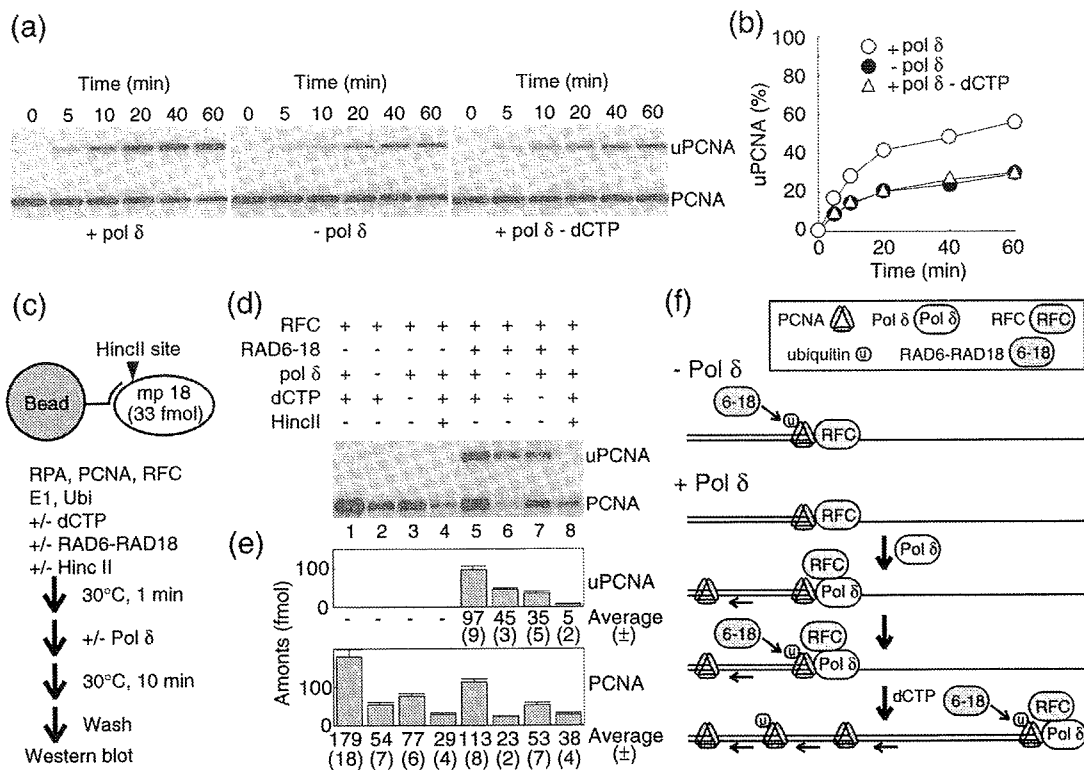 (a)
Time (min)
Time (min)
Time (min)
0 5 10 20 40 60
0 5 10 20 40 60
0 5 10 20 40 60
uPCNA
PCNA
+ pol δ
- pol δ
+ pol δ - dCTP
(b)
100
80
60
40
20
0
uPCNA (%)
+ pol δ
- pol δ
+ pol δ - dCTP
0 20 40 60
Time (min)
(c)
HincII site
Bead
mp 18
(33 fmol)
RPA, PCNA, RFC
E1, Ubi
+/- dCTP
+/- RAD6-RAD18
+/- Hinc II
30°C, 1 min
+/- Pol δ
30°C, 10 min
Wash
Western blot
(d)
RFC + + + + + + + +
RAD6-18 - - - - + + + +
pol δ + - + + + - + +
dCTP + + - + + + - +
HincII - - - + - - - +
uPCNA
PCNA
1 2 3 4 5 6 7 8
(e)
Amonts (fmol)
100
0
uPCNA
- - - - 97 45 35 5 Average
(9) (3) (5) (2) (±)
100
0
PCNA
179 54 77 29 113 23 53 38 Average
(18) (7) (6) (4) (8) (2) (7) (4) (±)
(f)
PCNA Pol δ Pol δ RFC RFC
ubiquitin u RAD6-RAD18 6-18
- Pol δ
6-18
u
RFC
+ Pol δ
RFC
Pol δ
RFC
Pol δ
6-18
u
RFC
Pol δ
dCTP
6-18
u
u
RFC
Pol δ